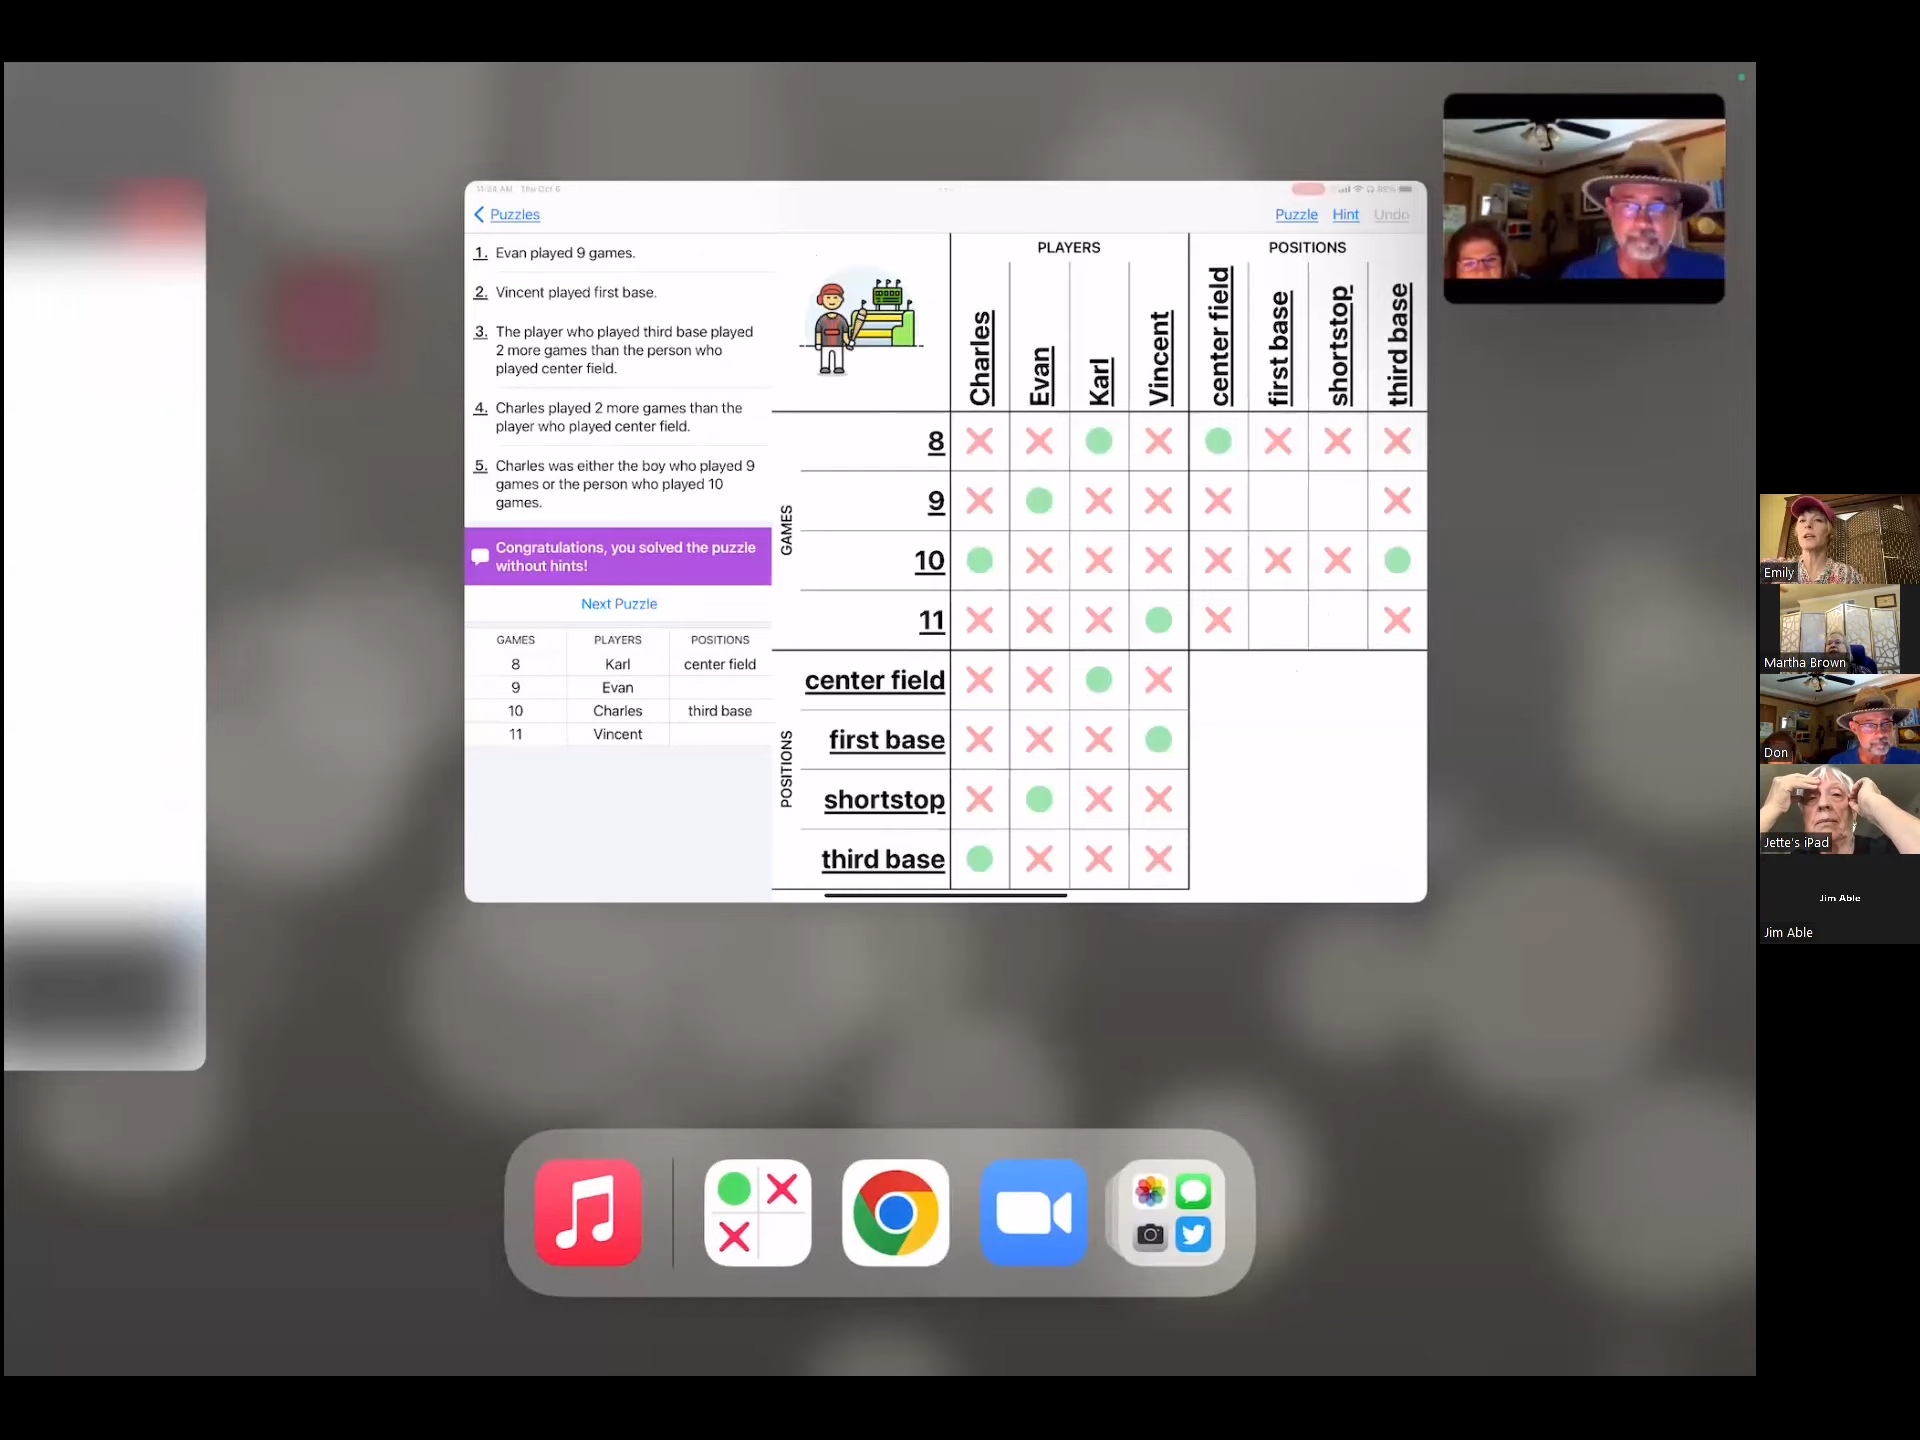 11:34 AM Thu Oct 6
Puzzles
Puzzle Hint Undo
1. Evan played 9 games.
2. Vincent played first base.
3. The player who played third base played
2 more games than the person who
played center field.
4. Charles played 2 more games than the
player who played center field.
5. Charles was either the boy who played 9
games or the person who played 10
games.
Congratulations, you solved the puzzle
without hints!
Next Puzzle
GAMES PLAYERS POSITIONS
8 Karl center field
9 Evan
10 Charles third base
11 Vincent
PLAYERS POSITIONS
Charles
Evan
Karl
Vincent
center field
first base
shortstop
third base
GAMES
8
9
10
11
POSITIONS
center field
first base
shortstop
third base
Emily
Martha Brown
Don
Jette's iPad
Jim Able
Jim Able